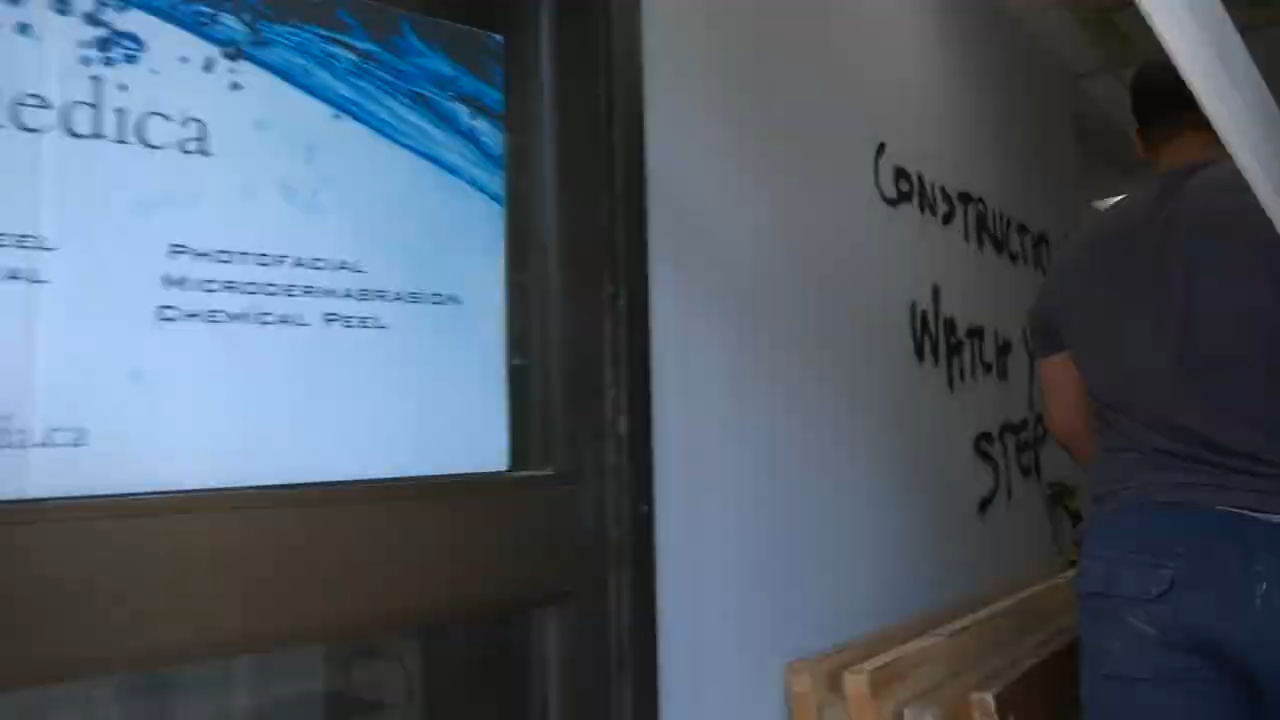 edica
PHOTOFACIAL
MICRODERMABRASION
CHEMICAL PEEL
CONSTRUCTIO
WATCH Y
STEP